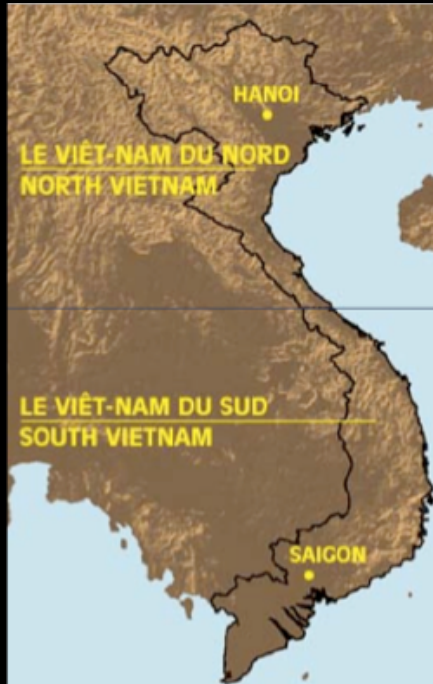 HANOI
LE VIÊT-NAM DU NORD
NORTH VIETNAM
LE VIÊT-NAM DU SUD
SOUTH VIETNAM
SAIGON